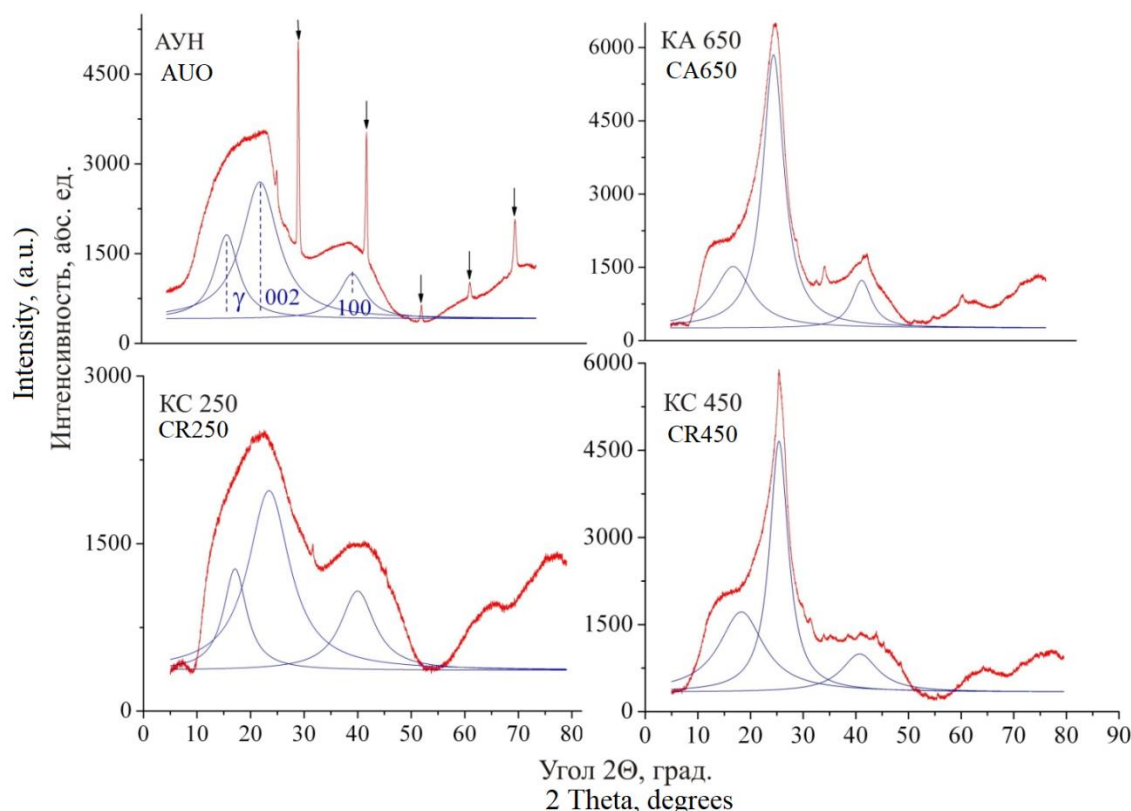 Intensity, (a.u.)
Интенсивность, абс. ед.
АУН
AUO
4500
3000
1500
0
γ
002
100
КА 650
CA650
6000
4500
3000
1500
0
КС 250
CR250
3000
1500
0
0 10 20 30 40 50 60 70 80
КС 450
CR450
6000
4500
3000
1500
0
0 10 20 30 40 50 60 70 80 90
Угол 2Θ, град.
2 Theta, degrees